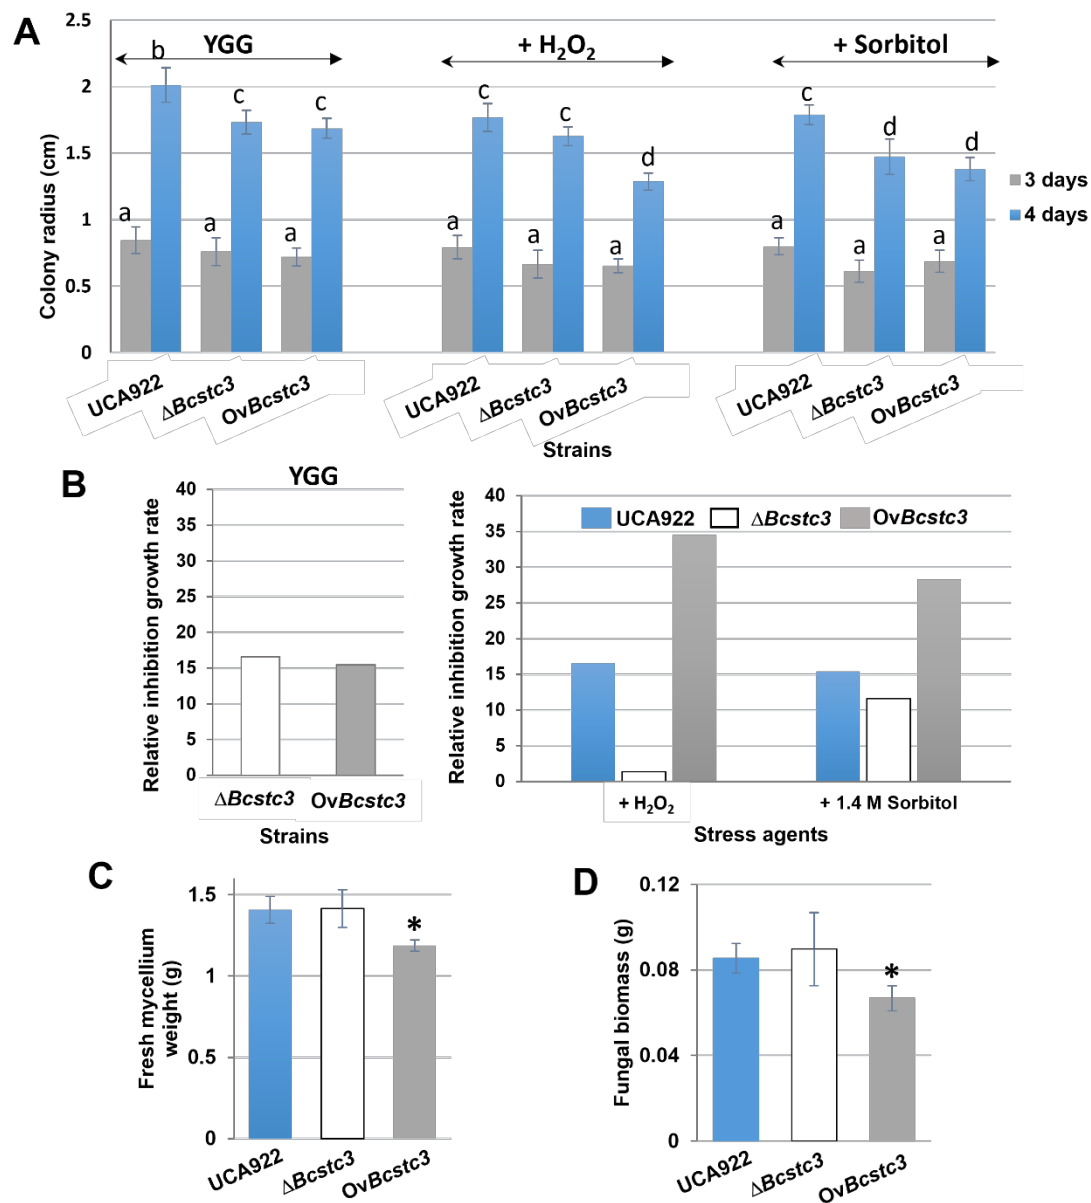 A
YGG
+ H₂O₂
+ Sorbitol
Colony radius (cm)
2.5
2
1.5
1
0.5
0
a b a c a c
a c a c a d
a c a d a d
3 days
4 days
UCA922 ΔBcstc3 OvBcstc3
UCA922 ΔBcstc3 OvBcstc3
UCA922 ΔBcstc3 OvBcstc3
Strains
B
YGG
Relative inhibition growth rate
40
35
30
25
20
15
10
5
0
ΔBcstc3 OvBcstc3
Strains
Relative inhibition growth rate
40
35
30
25
20
15
10
5
0
UCA922 ΔBcstc3 OvBcstc3
+ H₂O₂ + 1.4 M Sorbitol
Stress agents
C
Fresh mycellium
weight (g)
1.5
1
0.5
0
*
UCA922 ΔBcstc3 OvBcstc3
D
Fungal biomass (g)
0.12
0.08
0.04
0
*
UCA922 ΔBcstc3 OvBcstc3